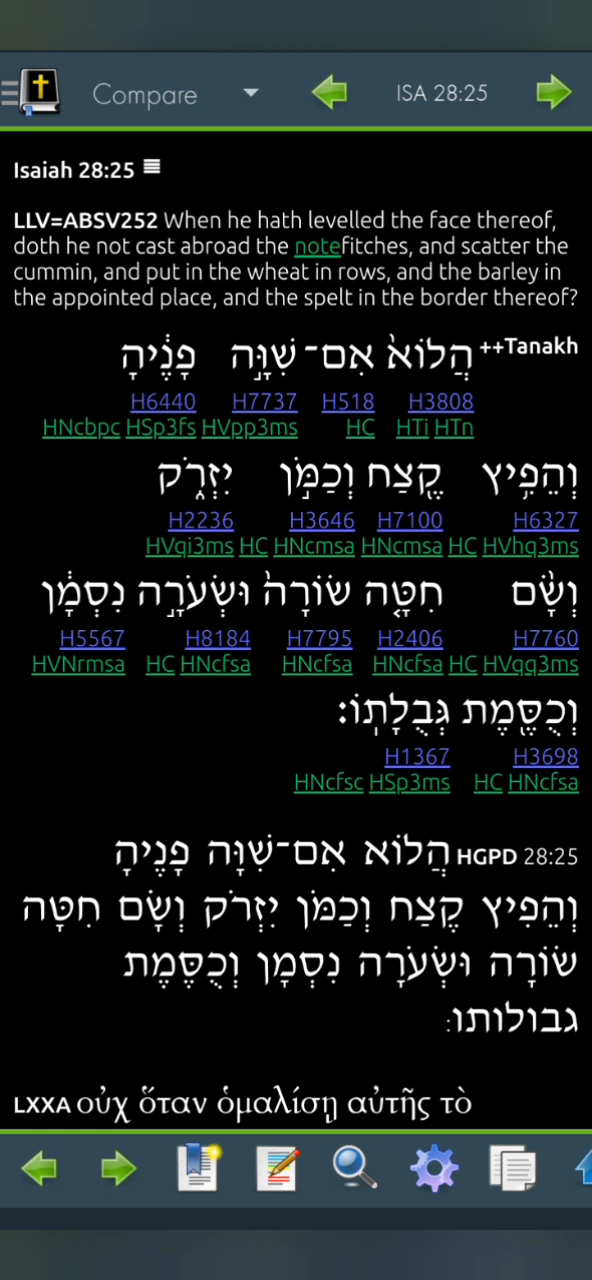 Compare
ISA 28:25
Isaiah 28:25
LLV=ABSV252 When he hath levelled the face thereof,
doth he not cast abroad the notefitches, and scatter the
cummin, and put in the wheat in rows, and the barley in
the appointed place, and the spelt in the border thereof?
++Tanakh הֲלוֹא֙ אִם־ שִׁוָּ֣ה פָנֶ֔יהָ
H3808 H518 H7737 H6440
HTi HTn HC HVpp3ms HNcbpc HSp3fs
וְהֵפִ֥יץ קֶ֖צַח וְכַמֹּ֣ן יִזְרֹ֑ק
H6327 H7100 H3646 H2236
HC HVhq3ms HNcmsa HC HNcmsa HVqi3ms
וְשָׂ֨ם חִטָּ֤ה שׂוֹרָה֙ וּשְׂעֹרָ֣ה נִסְמָ֔ן
H7760 H2406 H7795 H8184 H5567
HC HVqq3ms HNcfsa HNcfsa HC HNcfsa HVNrmsa
וְכֻסֶּ֖מֶת גְּבֻלָתֽוֹ׃
H3698 H1367
HC HNcfsa HNcfsc HSp3ms
HGPD 28:25 הֲלוֹא אִם־שִׁוָּה פָנֶיהָ
וְהֵפִיץ קֶצַח וְכַמֹּן יִזְרֹק וְשָׂם חִטָּה
שׂוֹרָה וּשְׂעֹרָה נִסְמָן וְכֻסֶּמֶת
גבולותו:
LXXA οὐχ ὅταν ὁμαλίσῃ αὐτῆς τὸ